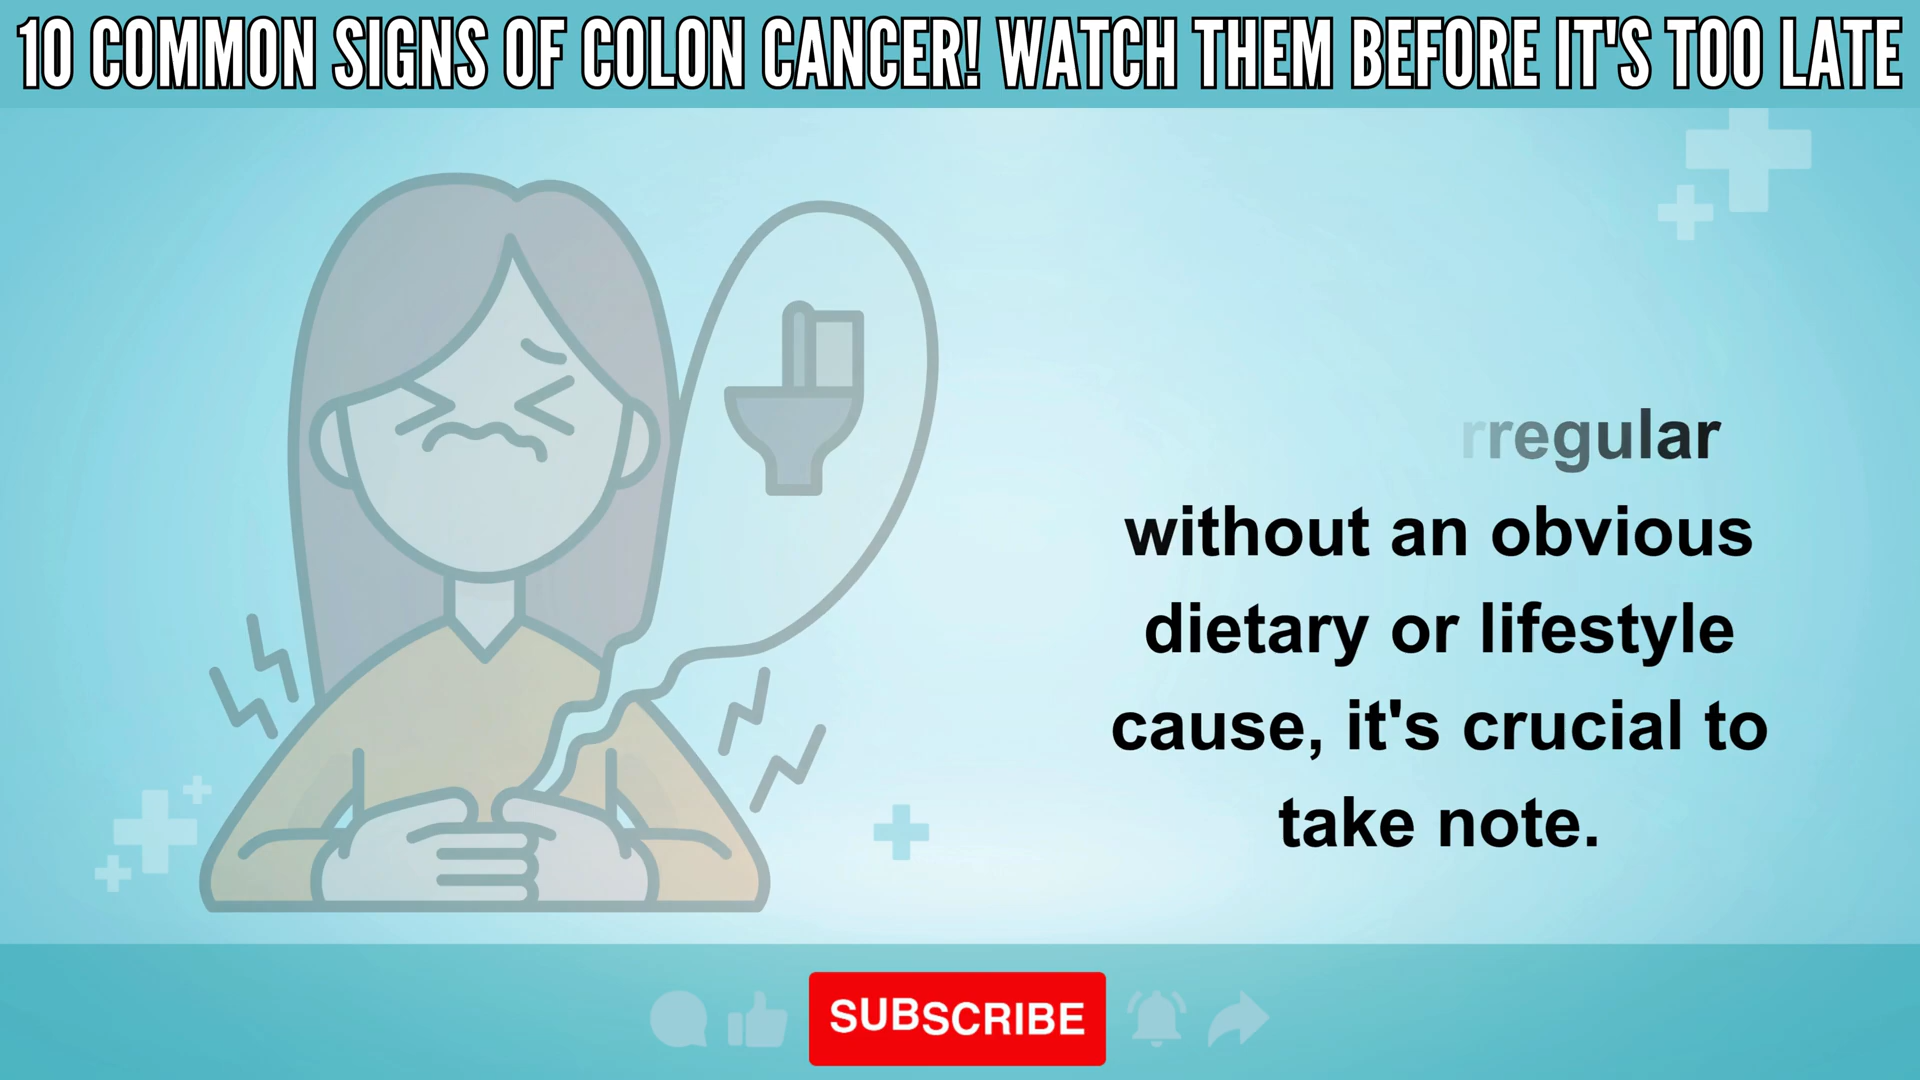 10 COMMON SIGNS OF COLON CANCER! WATCH THEM BEFORE IT'S TOO LATE
rregular
without an obvious
dietary or lifestyle
cause, it's crucial to
take note.
SUBSCRIBE